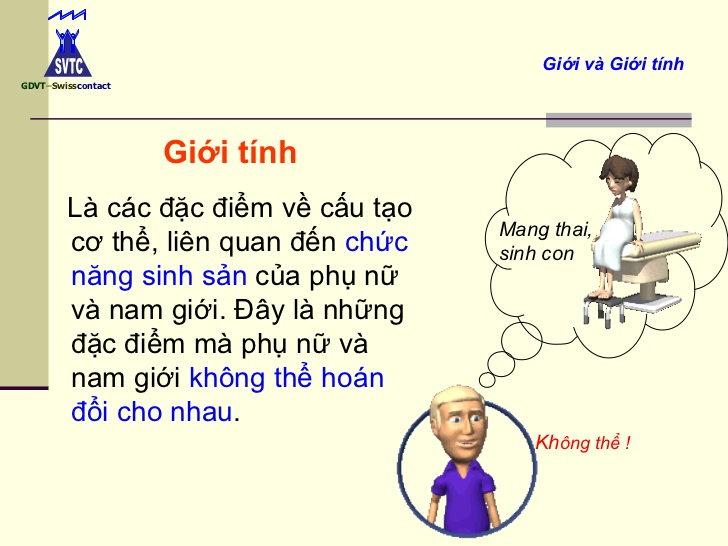 SVTC
GDVT–Swisscontact
Giới và Giới tính
Giới tính
Là các đặc điểm về cấu tạo
cơ thể, liên quan đến chức
năng sinh sản của phụ nữ
và nam giới. Đây là những
đặc điểm mà phụ nữ và
nam giới không thể hoán
đổi cho nhau.
Mang thai,
sinh con
Không thể !